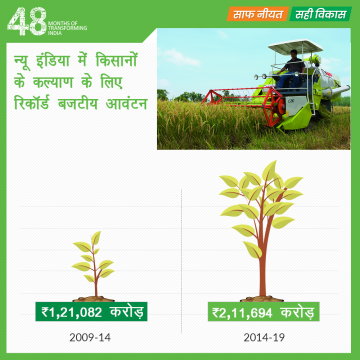 48 MONTHS OF
TRANSFORMING
INDIA
साफ नीयत सही विकास
न्यू इंडिया में किसानों
के कल्याण के लिए
रिकॉर्ड बजटीय आवंटन
₹1,21,082 करोड़ ₹2,11,694 करोड़
2009-14 2014-19